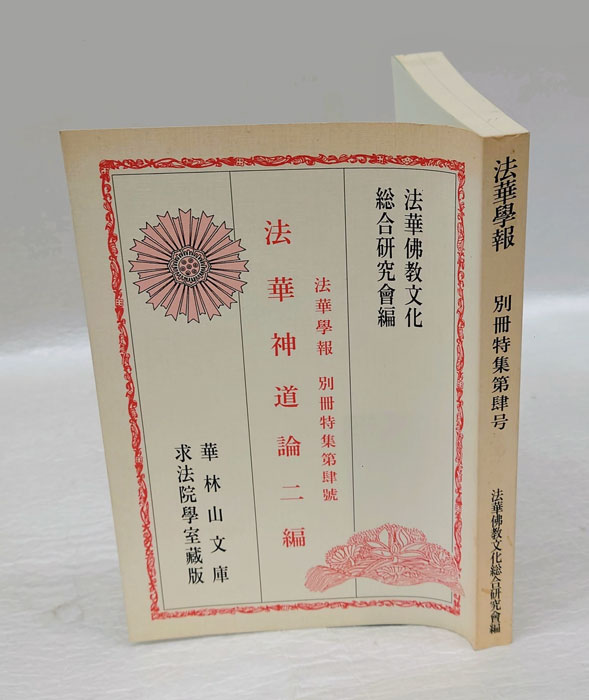 法華佛教文化
総合研究會編
法華學報 別冊特集第肆號
法華神道論二編
華林山文庫
求法院學室藏版
法華學報 別冊特集第肆号 法華佛教文化総合研究會編